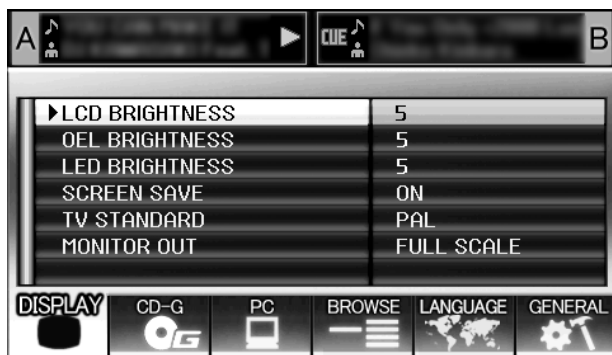 A
CUE
B
LCD BRIGHTNESS 5
OEL BRIGHTNESS 5
LED BRIGHTNESS 5
SCREEN SAVE ON
TV STANDARD PAL
MONITOR OUT FULL SCALE
DISPLAY CD-G PC BROWSE LANGUAGE GENERAL
G